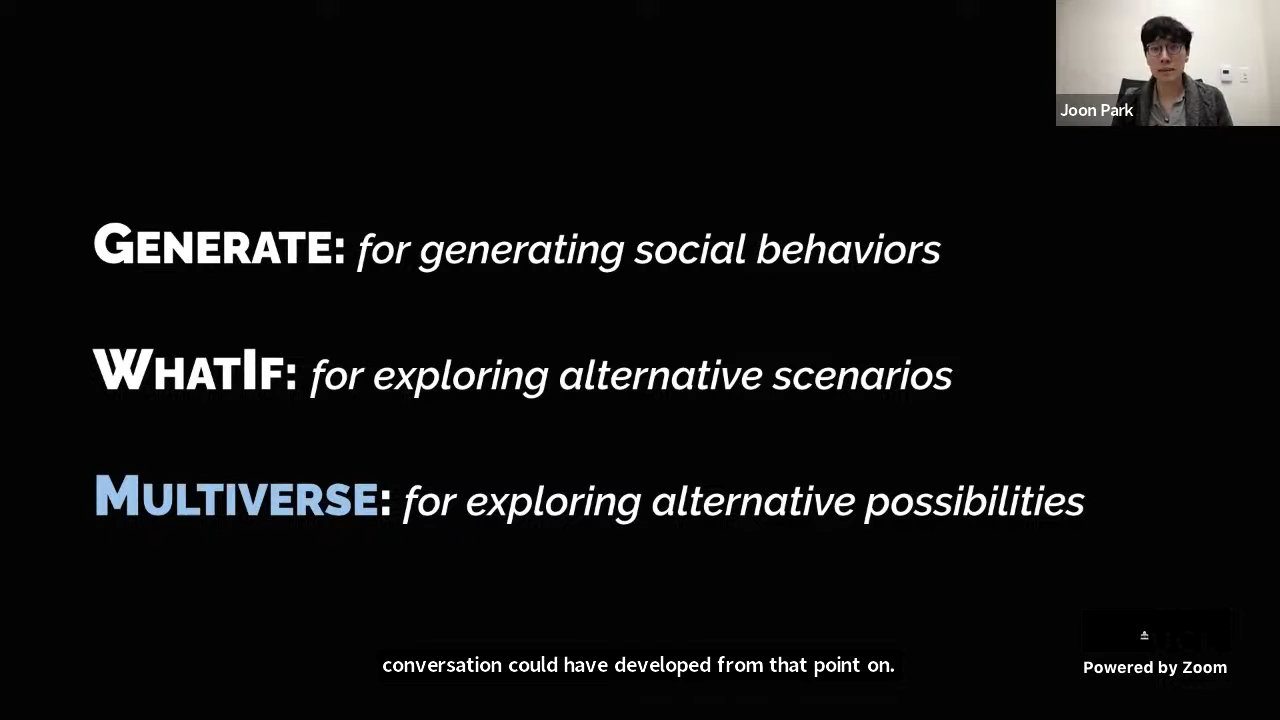 Joon Park
GENERATE: for generating social behaviors
WHATIF: for exploring alternative scenarios
MULTIVERSE: for exploring alternative possibilities
conversation could have developed from that point on.
Powered by Zoom